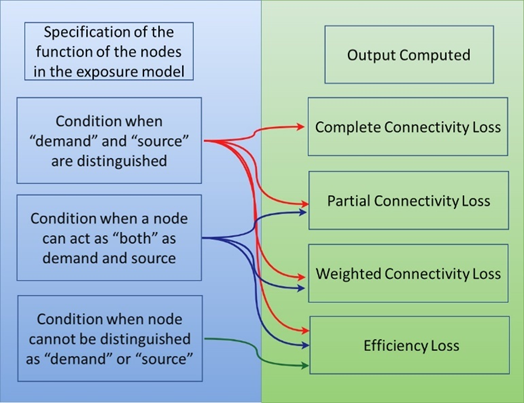 Specification of the
function of the nodes
in the exposure model
Output Computed
Condition when
“demand” and “source”
are distinguished
Complete Connectivity Loss
Condition when a node
can act as “both” as
demand and source
Partial Connectivity Loss
Weighted Connectivity Loss
Condition when node
cannot be distinguished
as “demand” or “source”
Efficiency Loss